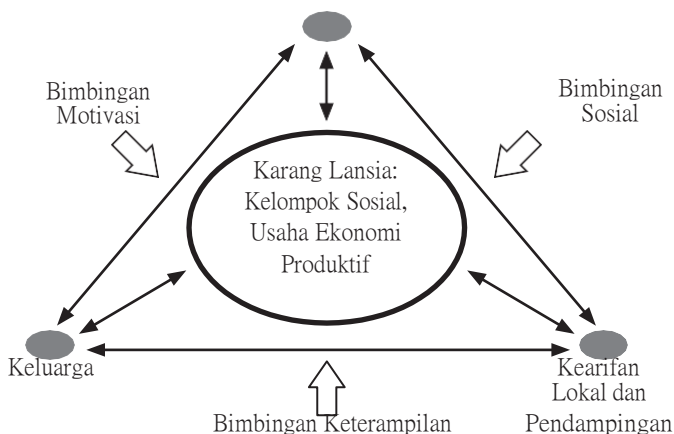 Bimbingan
Motivasi
Bimbingan
Sosial
Karang Lansia:
Kelompok Sosial,
Usaha Ekonomi
Produktif
Keluarga
Kearifan
Lokal dan
Pendampingan
Bimbingan Keterampilan